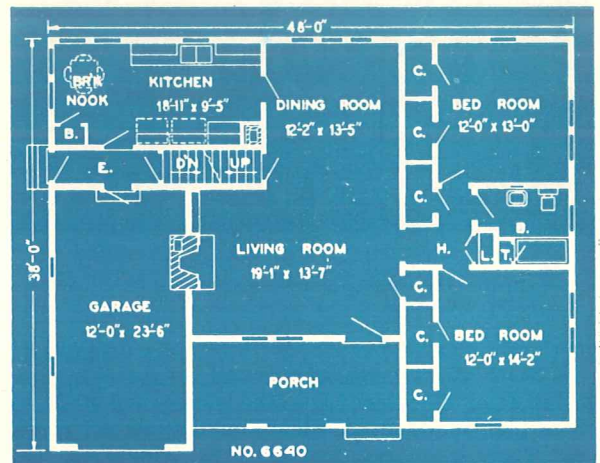 48'-0"
BR'K
NOOK
KITCHEN
18'-11" x 9'-5"
DINING ROOM
12'-2" x 13'-5"
C.
BED ROOM
12'-0" x 13'-0"
C.
B.
E.
D'N
UP
C.
B.
38'-0"
LIVING ROOM
19'-1" x 13'-7"
H.
L.
T.
GARAGE
12'-0" x 23'-6"
C.
C.
BED ROOM
12'-0" x 14'-2"
PORCH
C.
NO. 6640